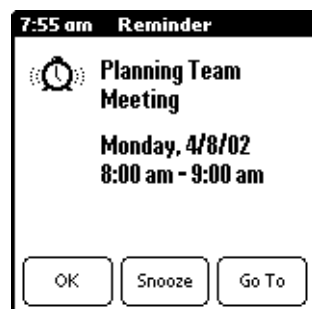 7:55 am Reminder
Planning Team
Meeting
Monday, 4/8/02
8:00 am - 9:00 am
OK Snooze Go To